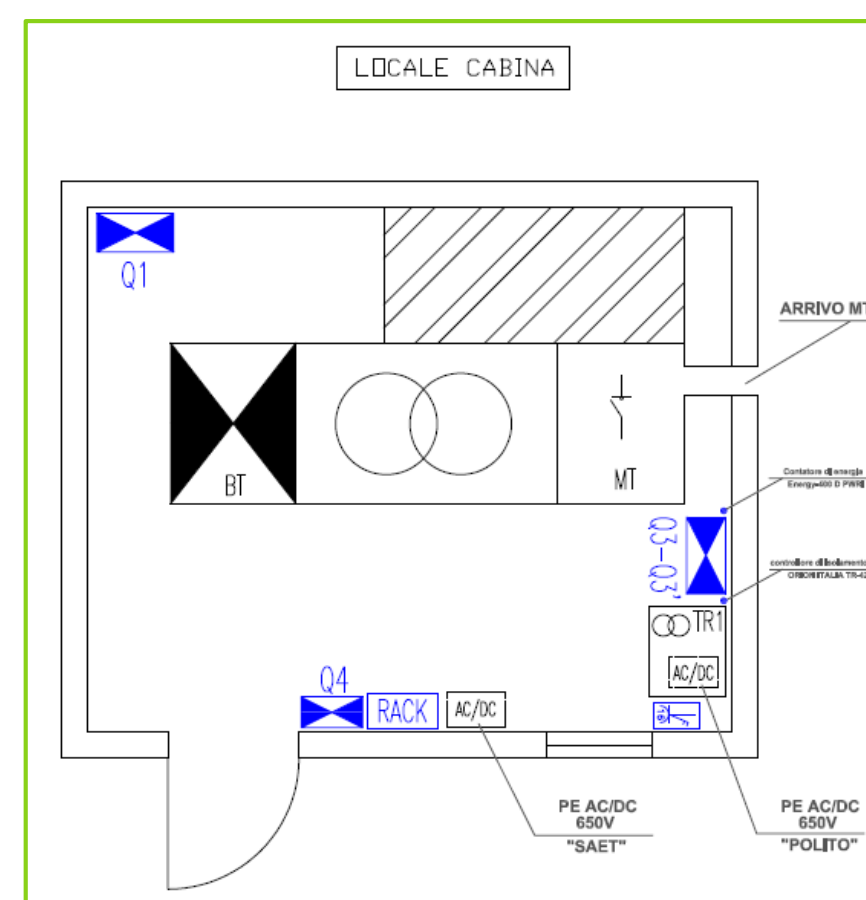 LOCALE CABINA
Q1
ARRIVO MT
BT
MT
Contatore di energia
Q3-Q3'
controllore di isolamento
TR1
AC/DC
Q4
RACK
AC/DC
PE AC/DC
650V
"SAET"
PE AC/DC
650V
"POLITO"